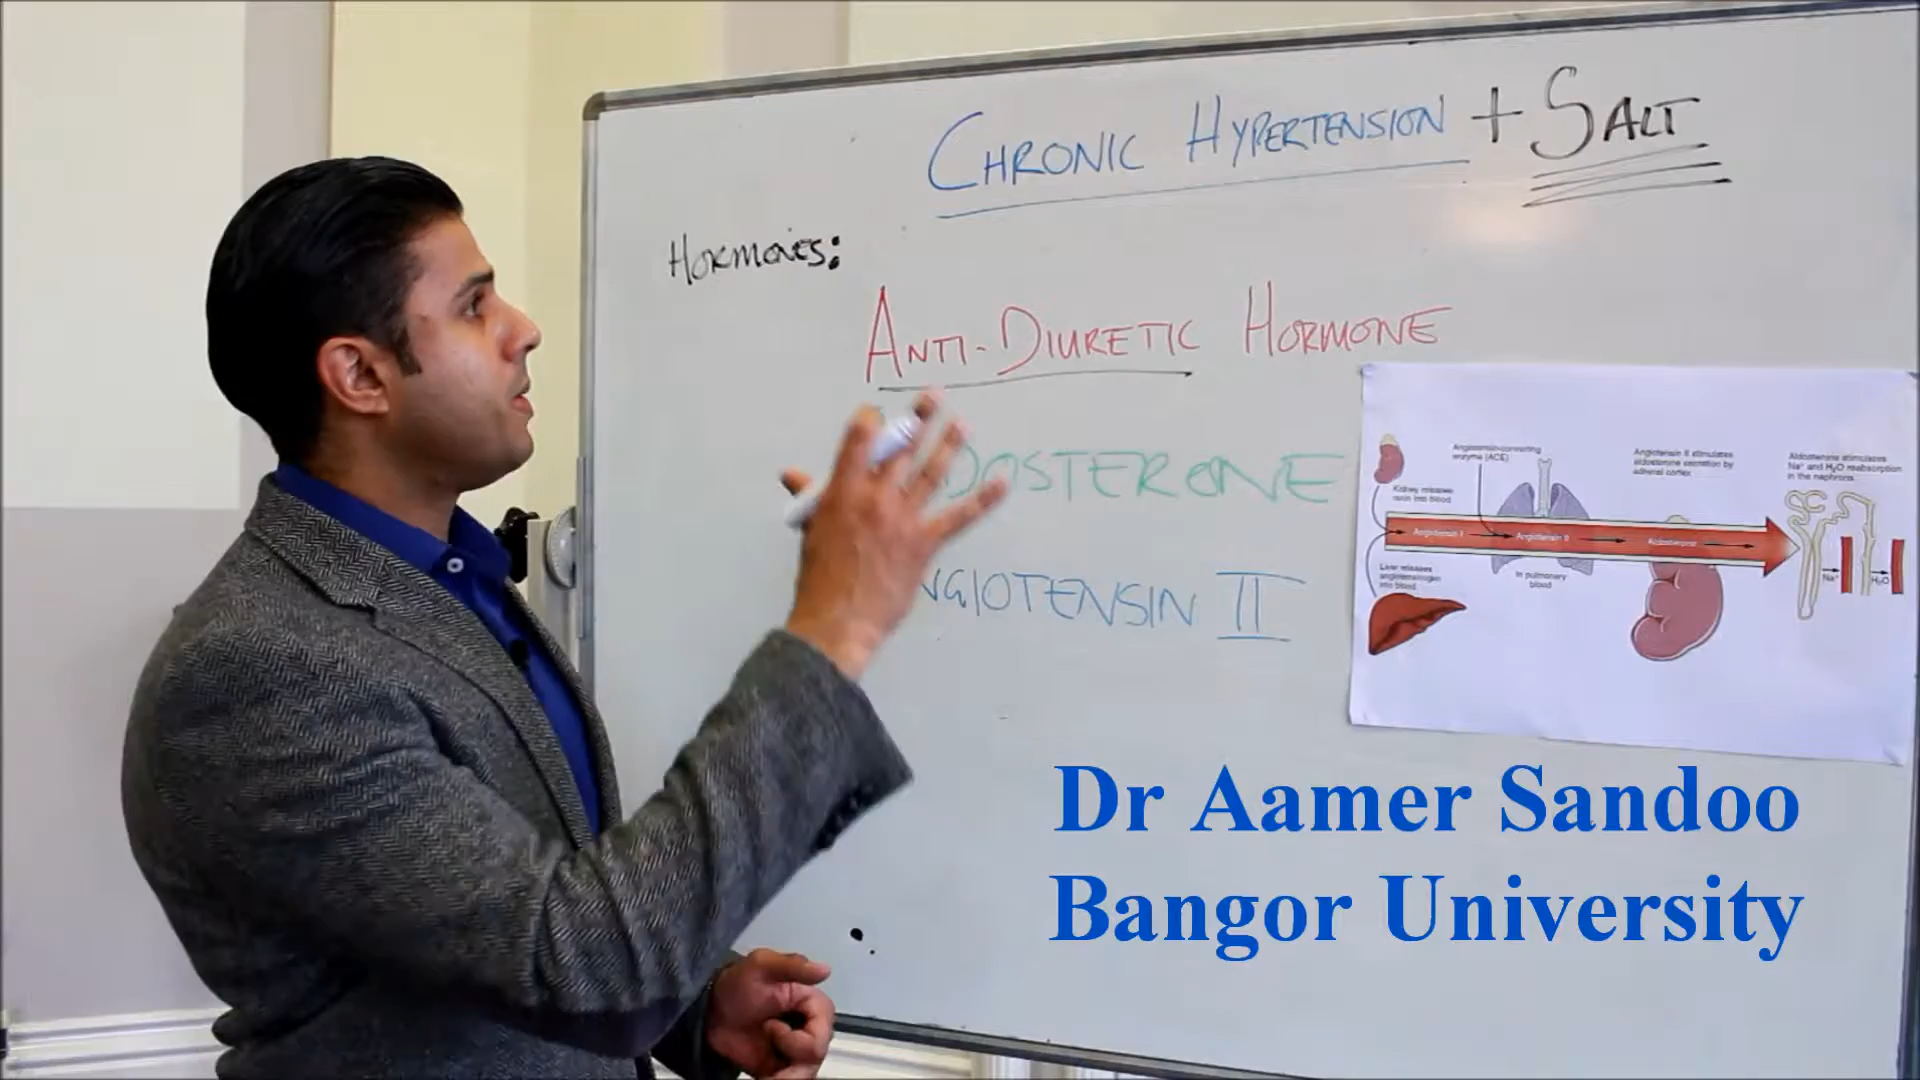 CHRONIC HYPERTENSION + SALT
HORMONES:
ANTI-DIURETIC HORMONE
DOSTERONE
NGIOTENSIN II
Angiotensin-converting
enzyme (ACE)
Angiotensin II stimulates
aldosterone secretion by
adrenal cortex
Aldosterone stimulates
Na+ and H2O reabsorption
in the nephrons
Kidney releases
renin into blood
Angiotensin I
Angiotensin II
Aldosterone
Liver releases
angiotensinogen
into blood
In pulmonary
blood
Na+
H2O
Dr Aamer Sandoo
Bangor University